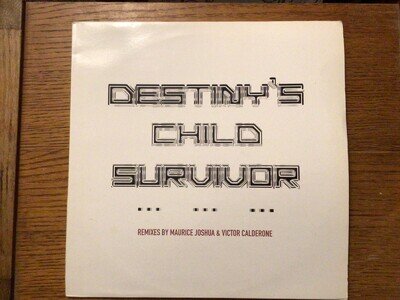 DESTINY'S
CHILD
SURVIVOR
... ... ...
REMIXES BY MAURICE JOSHUA & VICTOR CALDERONE